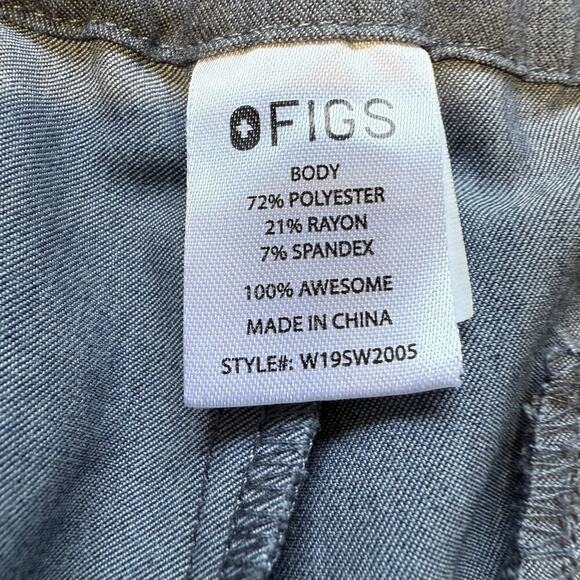 FIGS
BODY
72% POLYESTER
21% RAYON
7% SPANDEX
100% AWESOME
MADE IN CHINA
STYLE#: W19SW2005